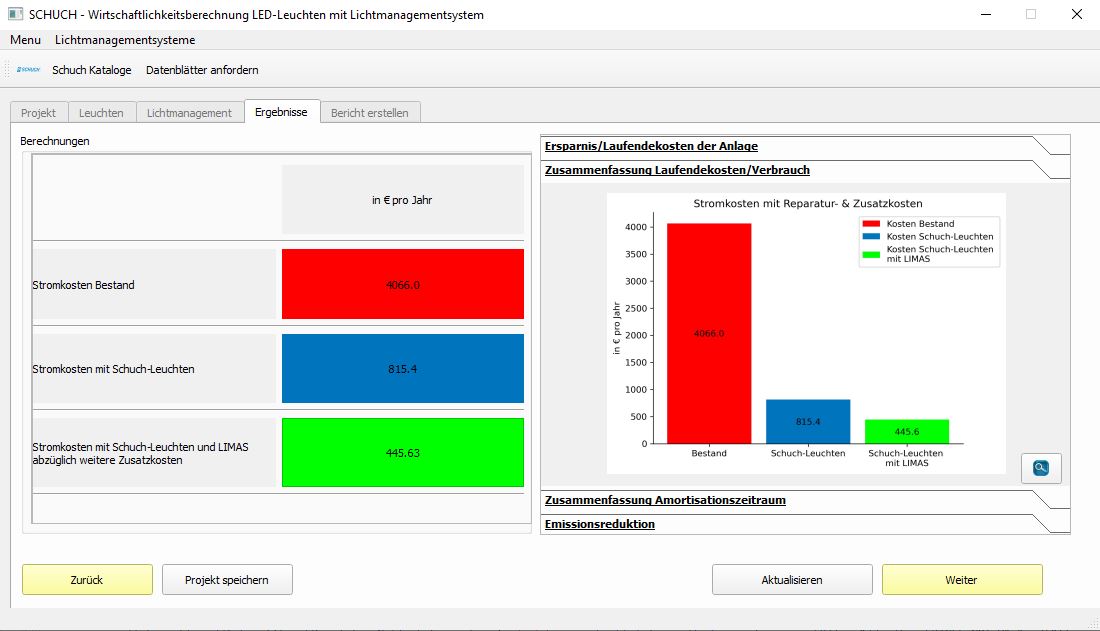 SCHUCH - Wirtschaftlichkeitsberechnung LED-Leuchten mit Lichtmanagementsystem
Menu Lichtmanagementsysteme
SCHUCH Schuch Kataloge Datenblätter anfordern
Projekt Leuchten Lichtmanagement Ergebnisse Bericht erstellen
Berechnungen
in € pro Jahr
Stromkosten Bestand
4066.0
Stromkosten mit Schuch-Leuchten
815.4
Stromkosten mit Schuch-Leuchten und LIMAS
abzüglich weitere Zusatzkosten
445.63
Ersparnis/Laufendekosten der Anlage
Zusammenfassung Laufendekosten/Verbrauch
Stromkosten mit Reparatur- & Zusatzkosten
Kosten Bestand
Kosten Schuch-Leuchten
Kosten Schuch-Leuchten
mit LIMAS
in € pro Jahr
4000
3500
3000
2500
2000
1500
1000
500
0
4066.0
815.4
445.6
Bestand
Schuch-Leuchten
Schuch-Leuchten
mit LIMAS
Zusammenfassung Amortisationszeitraum
Emissionsreduktion
Zurück
Projekt speichern
Aktualisieren
Weiter